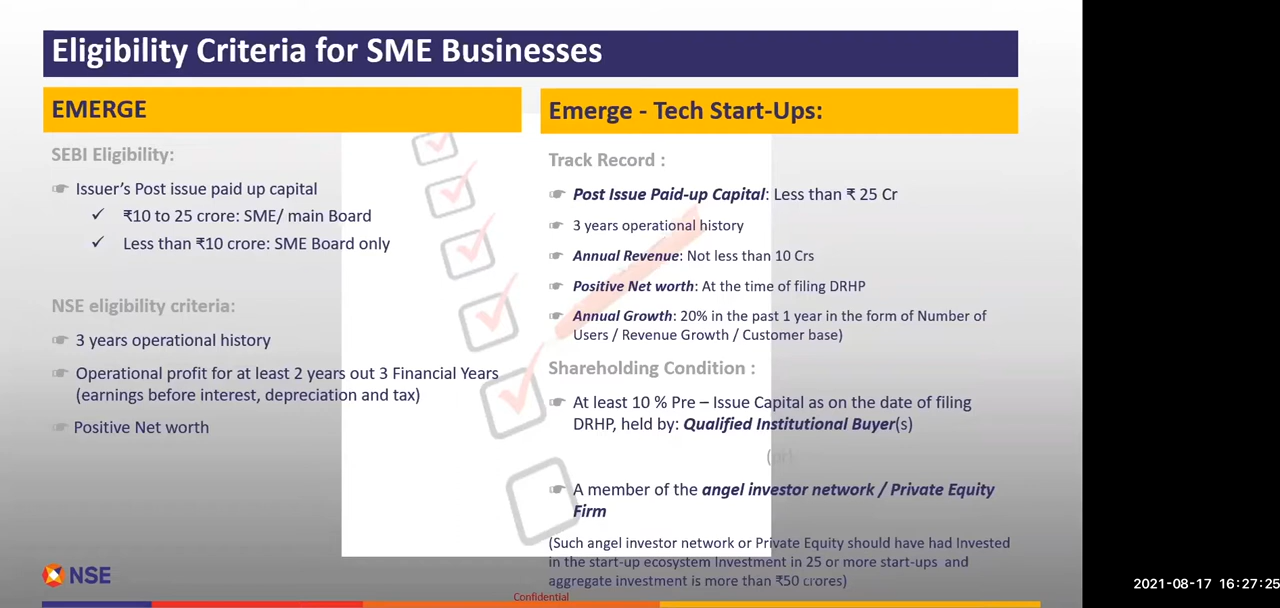 Eligibility Criteria for SME Businesses
EMERGE
SEBI Eligibility:
Issuer's Post issue paid up capital
✓ ₹10 to 25 crore: SME/ main Board
✓ Less than ₹10 crore: SME Board only
NSE eligibility criteria:
3 years operational history
Operational profit for at least 2 years out 3 Financial Years
(earnings before interest, depreciation and tax)
Positive Net worth
Emerge - Tech Start-Ups:
Track Record :
Post Issue Paid-up Capital: Less than ₹ 25 Cr
3 years operational history
Annual Revenue: Not less than 10 Crs
Positive Net worth: At the time of filing DRHP
Annual Growth: 20% in the past 1 year in the form of Number of
Users / Revenue Growth / Customer base)
Shareholding Condition :
At least 10 % Pre – Issue Capital as on the date of filing
DRHP, held by: Qualified Institutional Buyer(s)
(or)
A member of the angel investor network / Private Equity
Firm
(Such angel investor network or Private Equity should have had Invested
in the start-up ecosystem Investment in 25 or more start-ups and
aggregate investment is more than ₹50 crores)
NSE
Confidential
2021-08-17 16:27:25